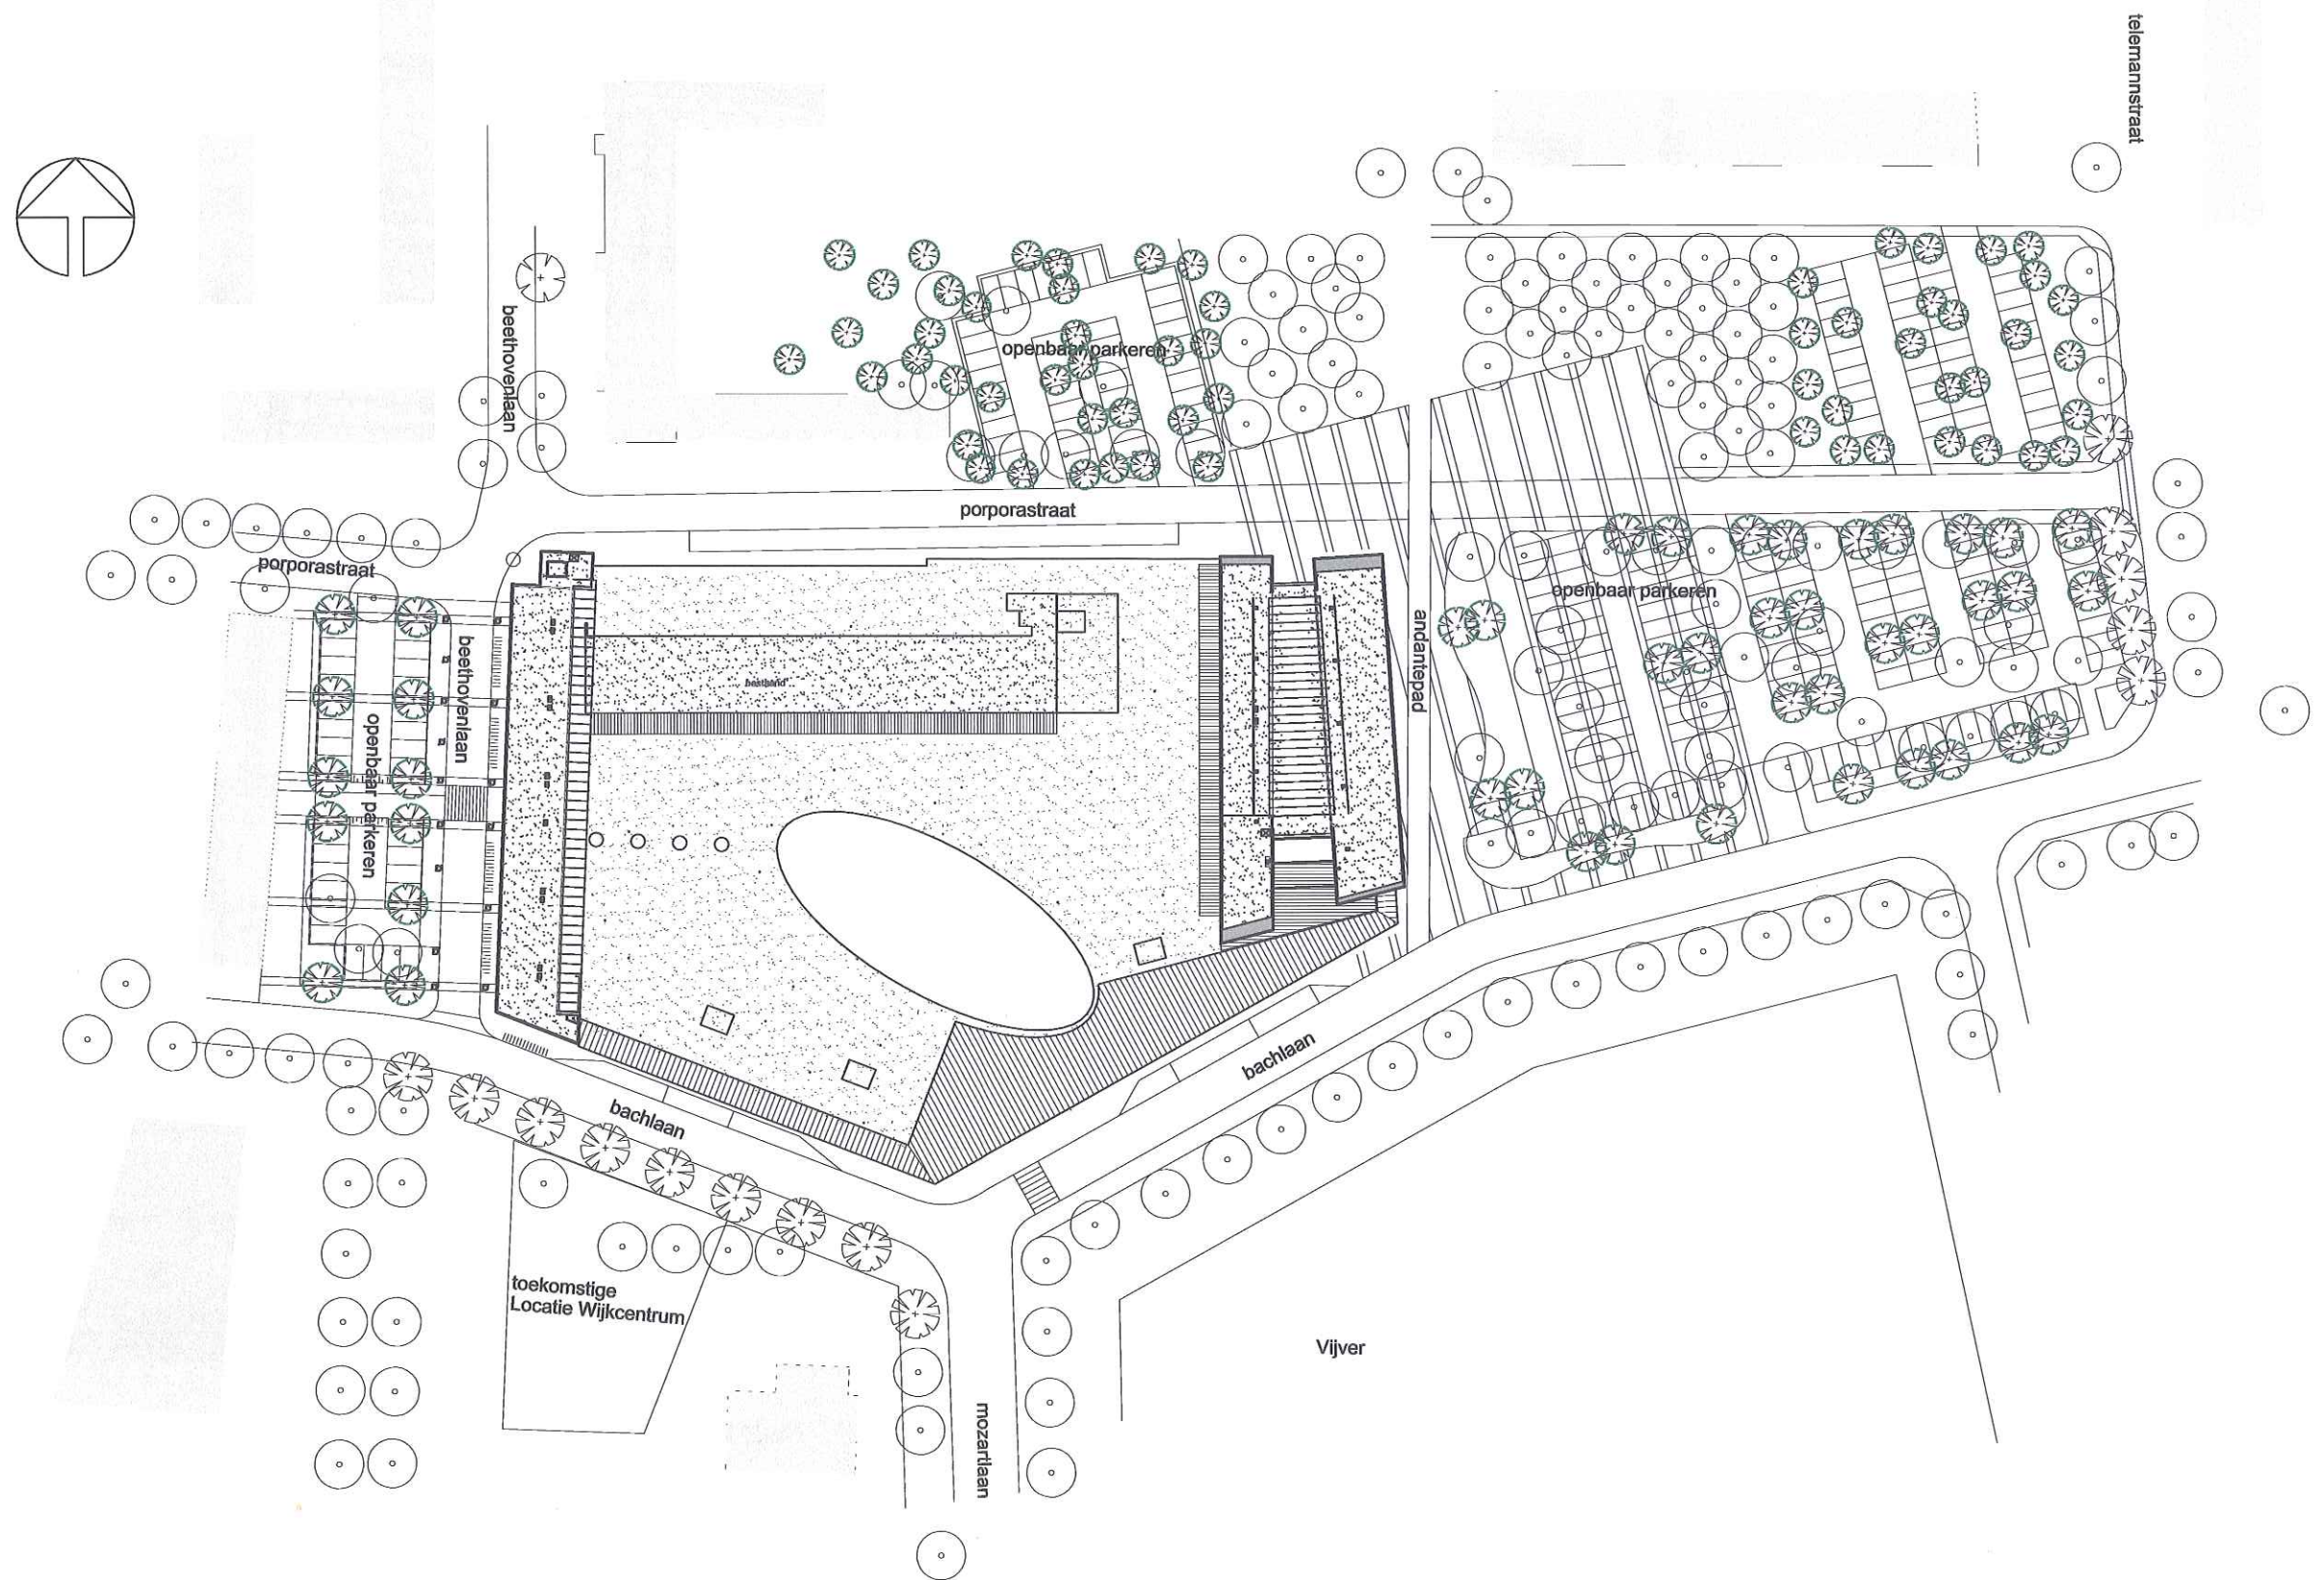 telemannstraat
beethovenlaan
openbaar parkeren
porporastraat
porporastraat
openbaar parkeren
beethovenlaan
andantepad
bestaand
openbaar parkeren
bachlaan
bachlaan
toekomstige
Locatie Wijkcentrum
Vijver
mozartlaan